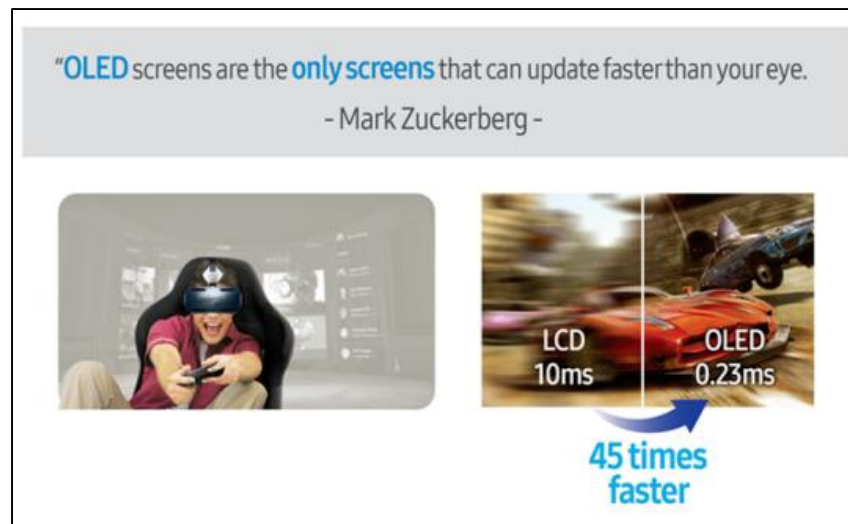 "OLED screens are the only screens that can update faster than your eye.
- Mark Zuckerberg -
LCD
10ms
OLED
0.23ms
45 times
faster